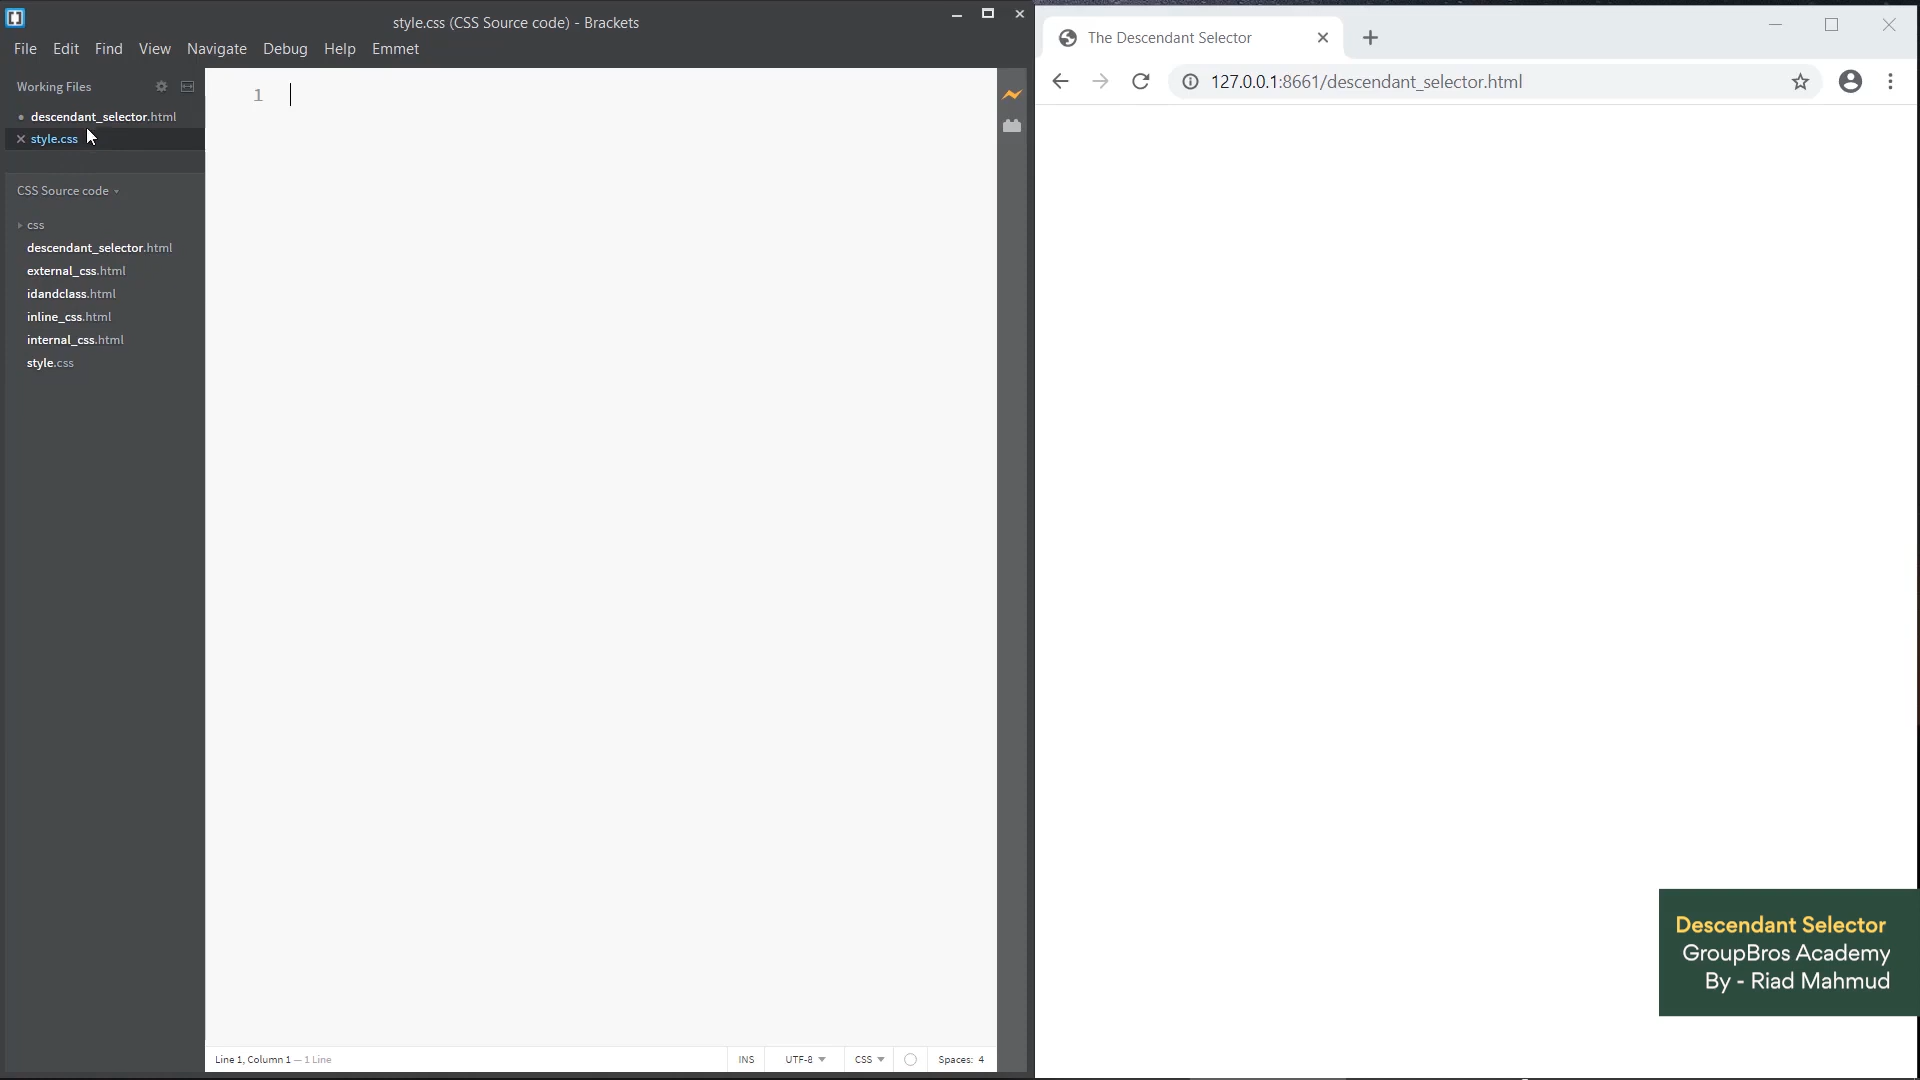 style.css (CSS Source code) - Brackets
File Edit Find View Navigate Debug Help Emmet
Working Files
descendant_selector.html
style.css
CSS Source code
css
descendant_selector.html
external_css.html
idandclass.html
inline_css.html
internal_css.html
style.css
1
Line 1, Column 1 — 1 Line
INS
UTF-8
CSS
Spaces: 4
The Descendant Selector
127.0.0.1:8661/descendant_selector.html
Descendant Selector
GroupBros Academy
By - Riad Mahmud